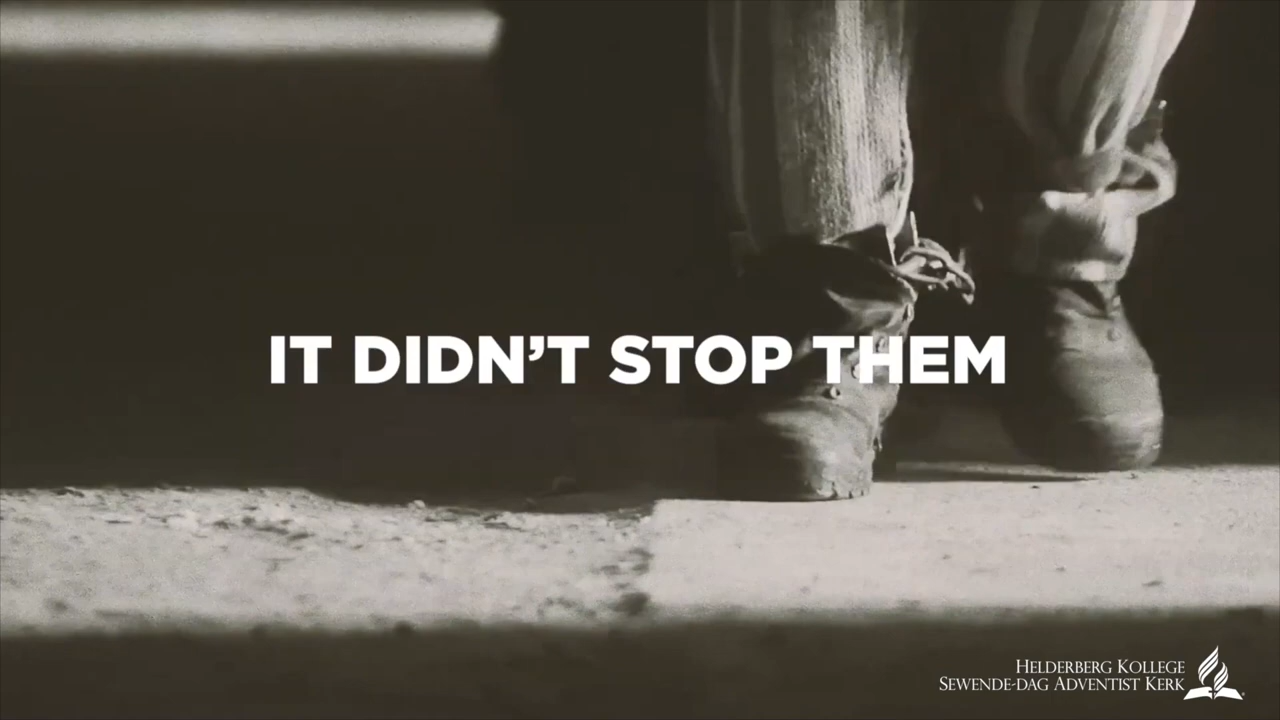 IT DIDN’T STOP THEM
HELDERBERG KOLLEGE
SEWENDE-DAG ADVENTIST KERK